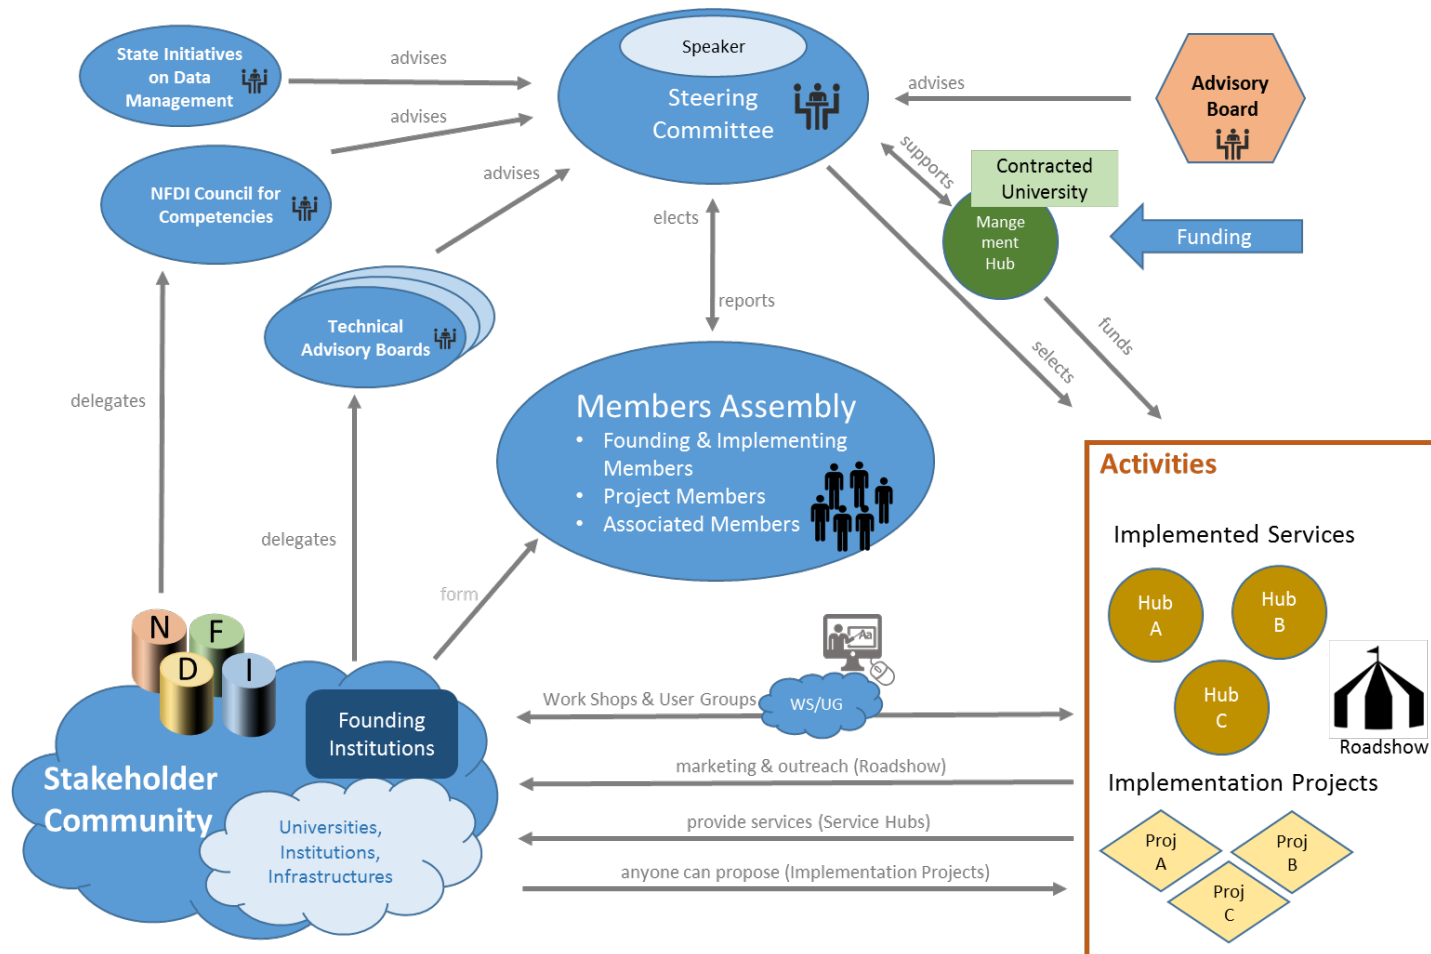 State Initiatives
on Data
Management
advises
Speaker
Steering
Committee
advises
Advisory
Board
advises
NFDI Council for
Competencies
advises
supports
Contracted
University
Mange
ment
Hub
Funding
elects
reports
Technical
Advisory Boards
funds
selects
delegates
Members Assembly
• Founding & Implementing
Members
• Project Members
• Associated Members
delegates
form
Activities
Implemented Services
Hub
A
Hub
B
Hub
C
Roadshow
N
F
D
I
Founding
Institutions
Stakeholder
Community
Universities,
Institutions,
Infrastructures
Aa
Work Shops & User Groups
WS/UG
marketing & outreach (Roadshow)
provide services (Service Hubs)
anyone can propose (Implementation Projects)
Implementation Projects
Proj
A
Proj
B
Proj
C